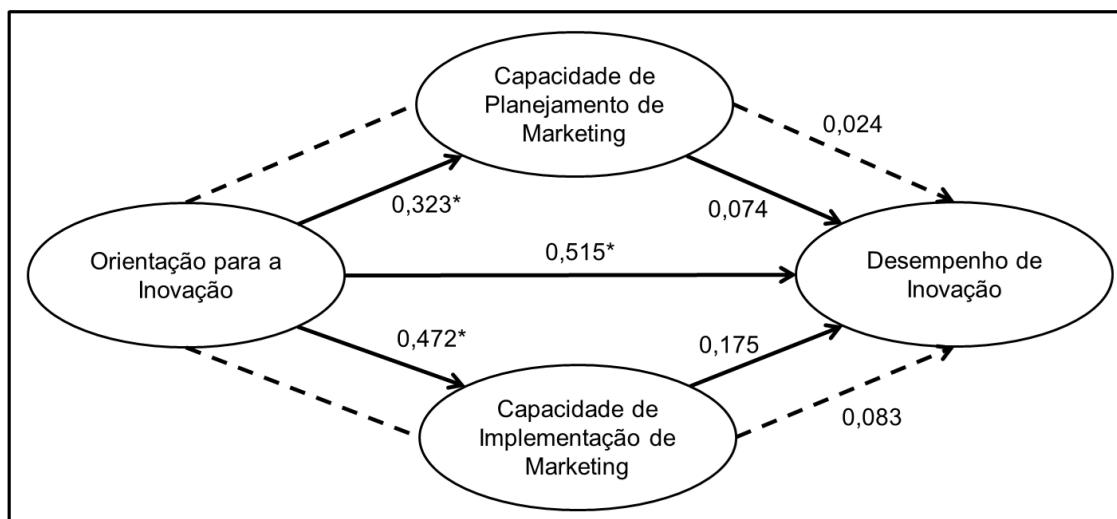 Capacidade de
Planejamento de
Marketing
0,024
0,323*
0,074
Orientação para a
Inovação
0,515*
Desempenho de
Inovação
0,472*
0,175
Capacidade de
Implementação de
Marketing
0,083